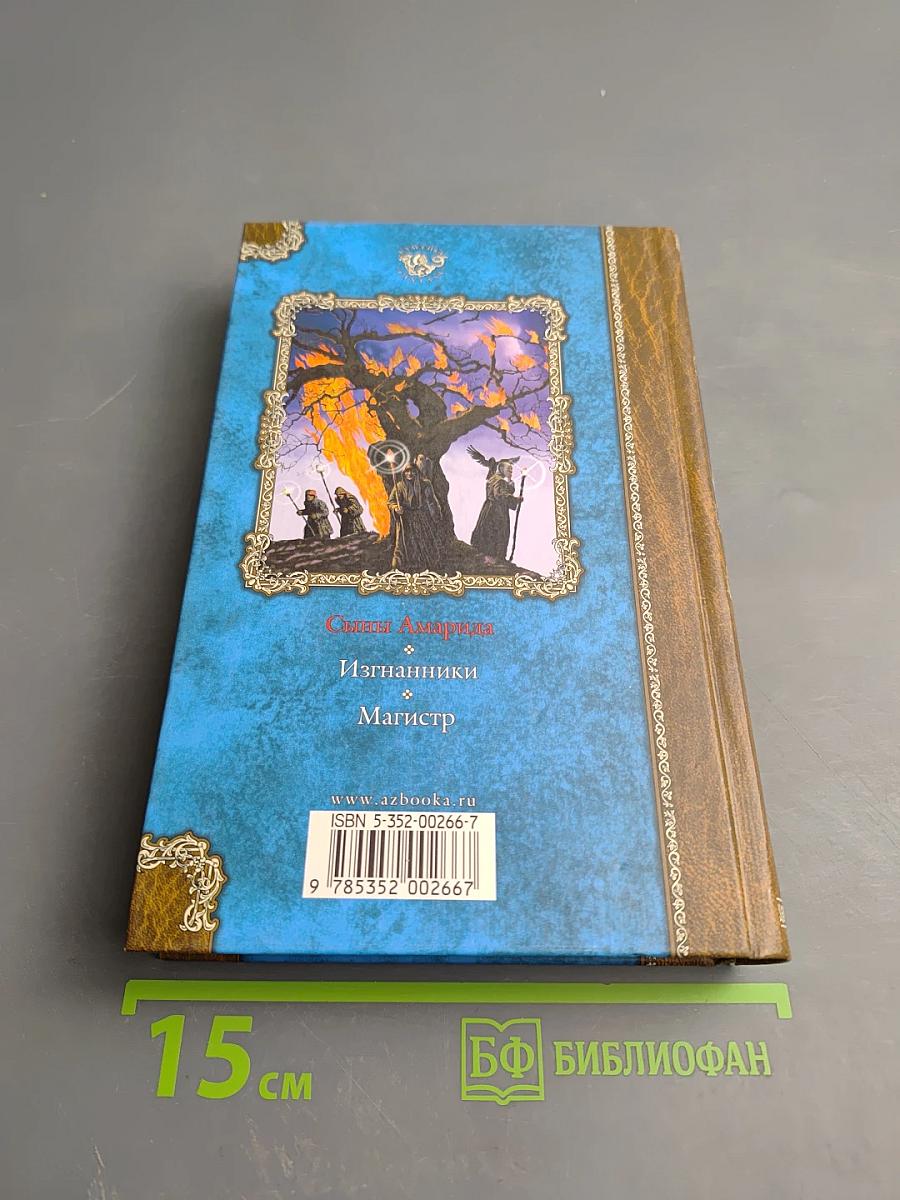 Сыны Амарида
Изгнанники
Магистр
www.azbooka.ru
ISBN 5-352-00266-7
9 785352 002667
15 см
БФ БИБЛИОФАН